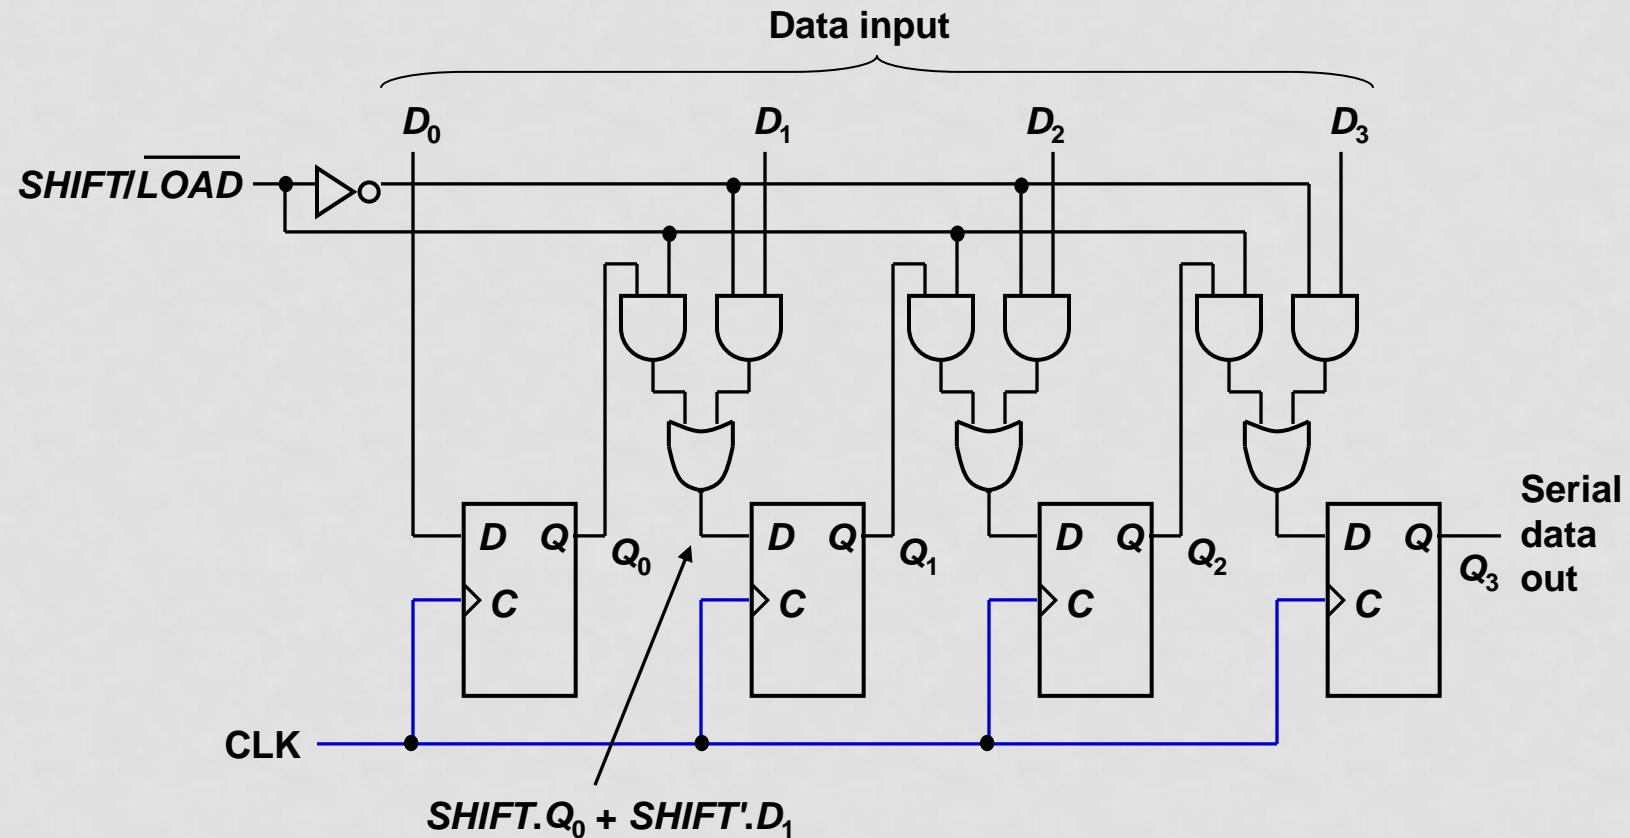 Data input
D₀ D₁ D₂ D₃
SHIFT/L̅O̅A̅D̅
D Q Q₀ D Q Q₁ D Q Q₂ D Q Q₃
C C C C
Serial
data
out
CLK
SHIFT.Q₀ + SHIFT'.D₁